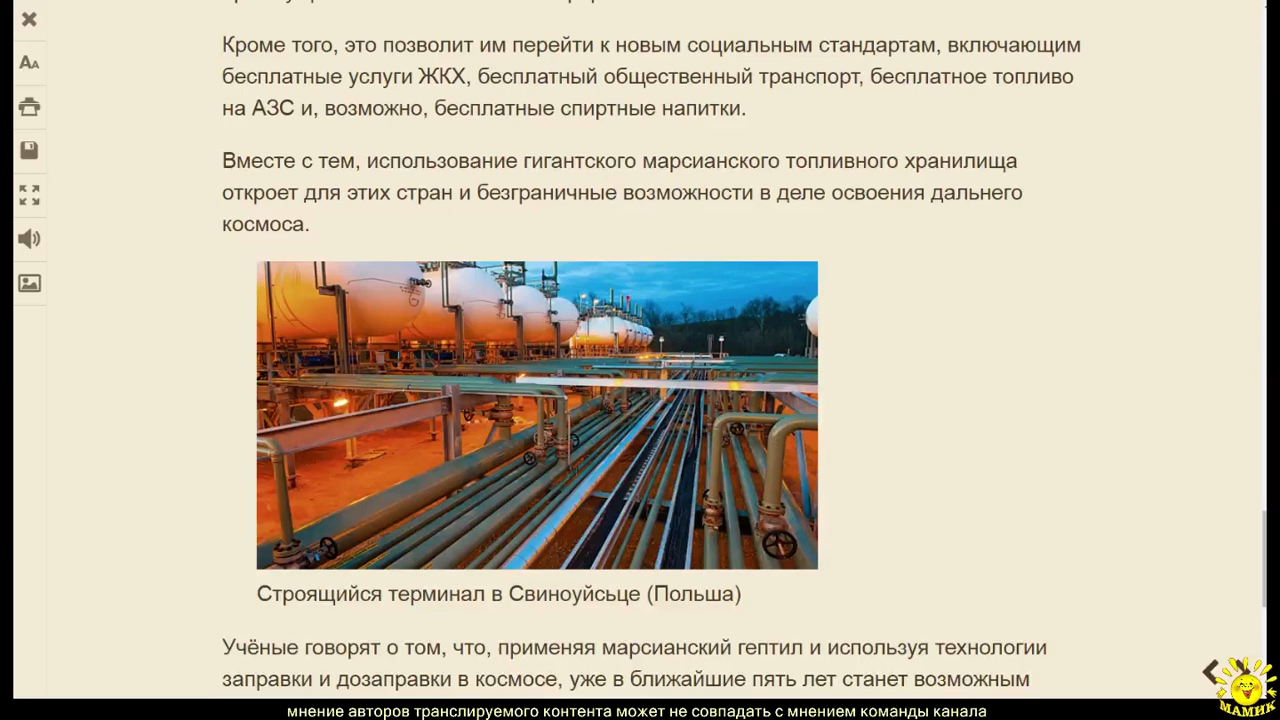 Кроме того, это позволит им перейти к новым социальным стандартам, включающим
бесплатные услуги ЖКХ, бесплатный общественный транспорт, бесплатное топливо
на АЗС и, возможно, бесплатные спиртные напитки.
Вместе с тем, использование гигантского марсианского топливного хранилища
откроет для этих стран и безграничные возможности в деле освоения дальнего
космоса.
Строящийся терминал в Свиноуйсьце (Польша)
Учёные говорят о том, что, применяя марсианский гептил и используя технологии
заправки и дозаправки в космосе, уже в ближайшие пять лет станет возможным
МАМИК
мнение авторов транслируемого контента может не совпадать с мнением команды канала